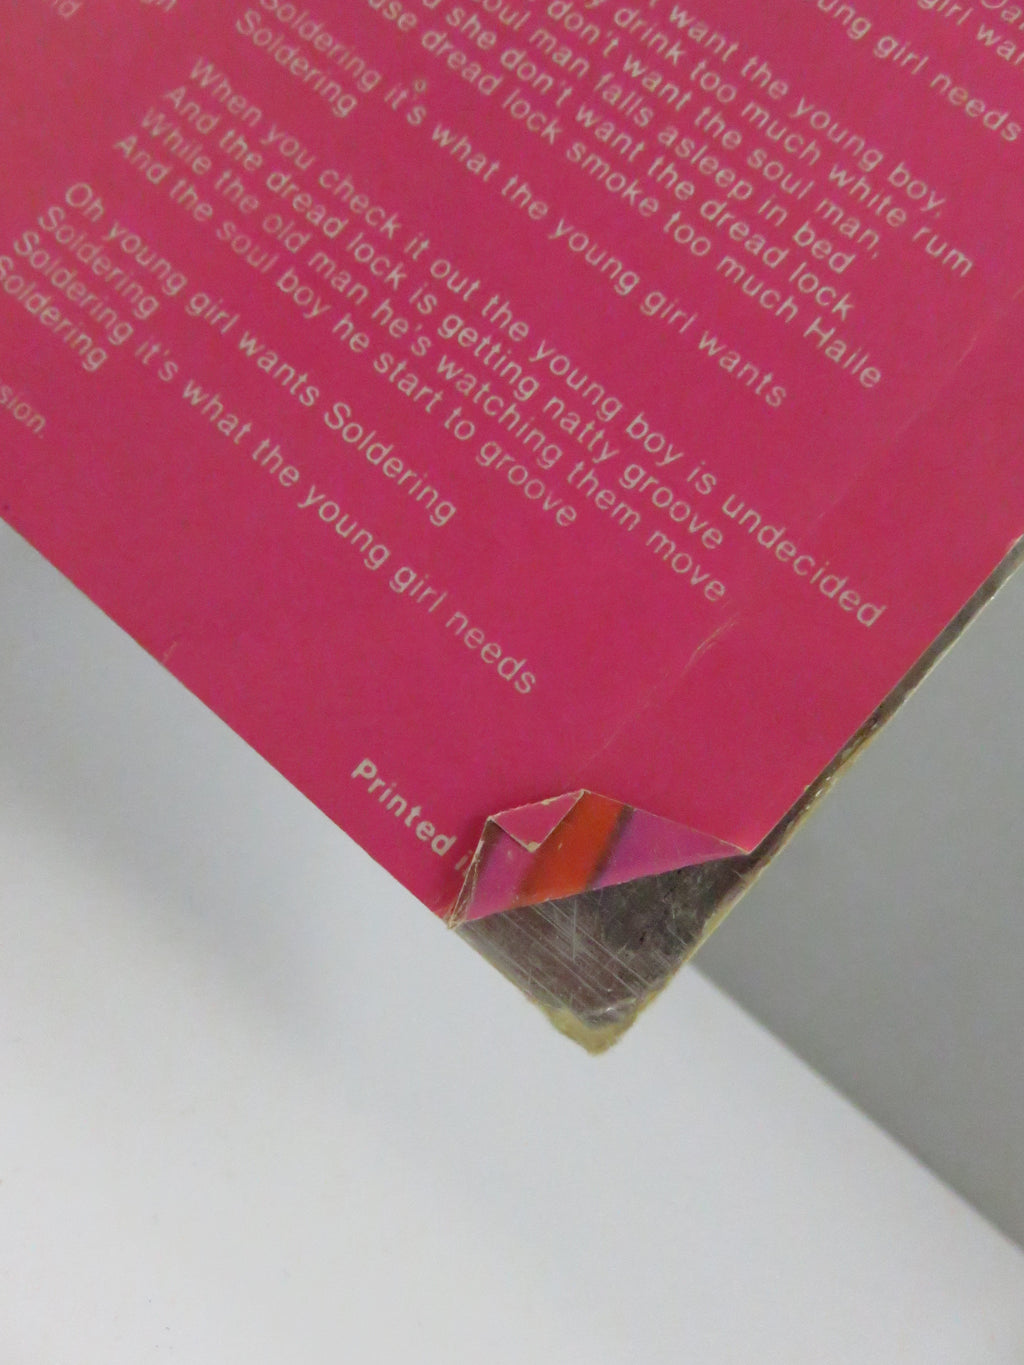 girl wa
ung girl needs
want the young boy,
drink too much white rum
don't want the soul man,
soul man falls asleep in bed
she don't want the dread lock
use dread lock smoke too much Haile
Soldering it's what the young girl wants
Soldering
When you check it out the young boy is undecided
And the dread lock is getting natty groove
While the old man he's watching them move
And the soul boy he start to groove
Oh young girl wants Soldering
Soldering
Soldering it's what the young girl needs
Soldering
sion.
Printed i